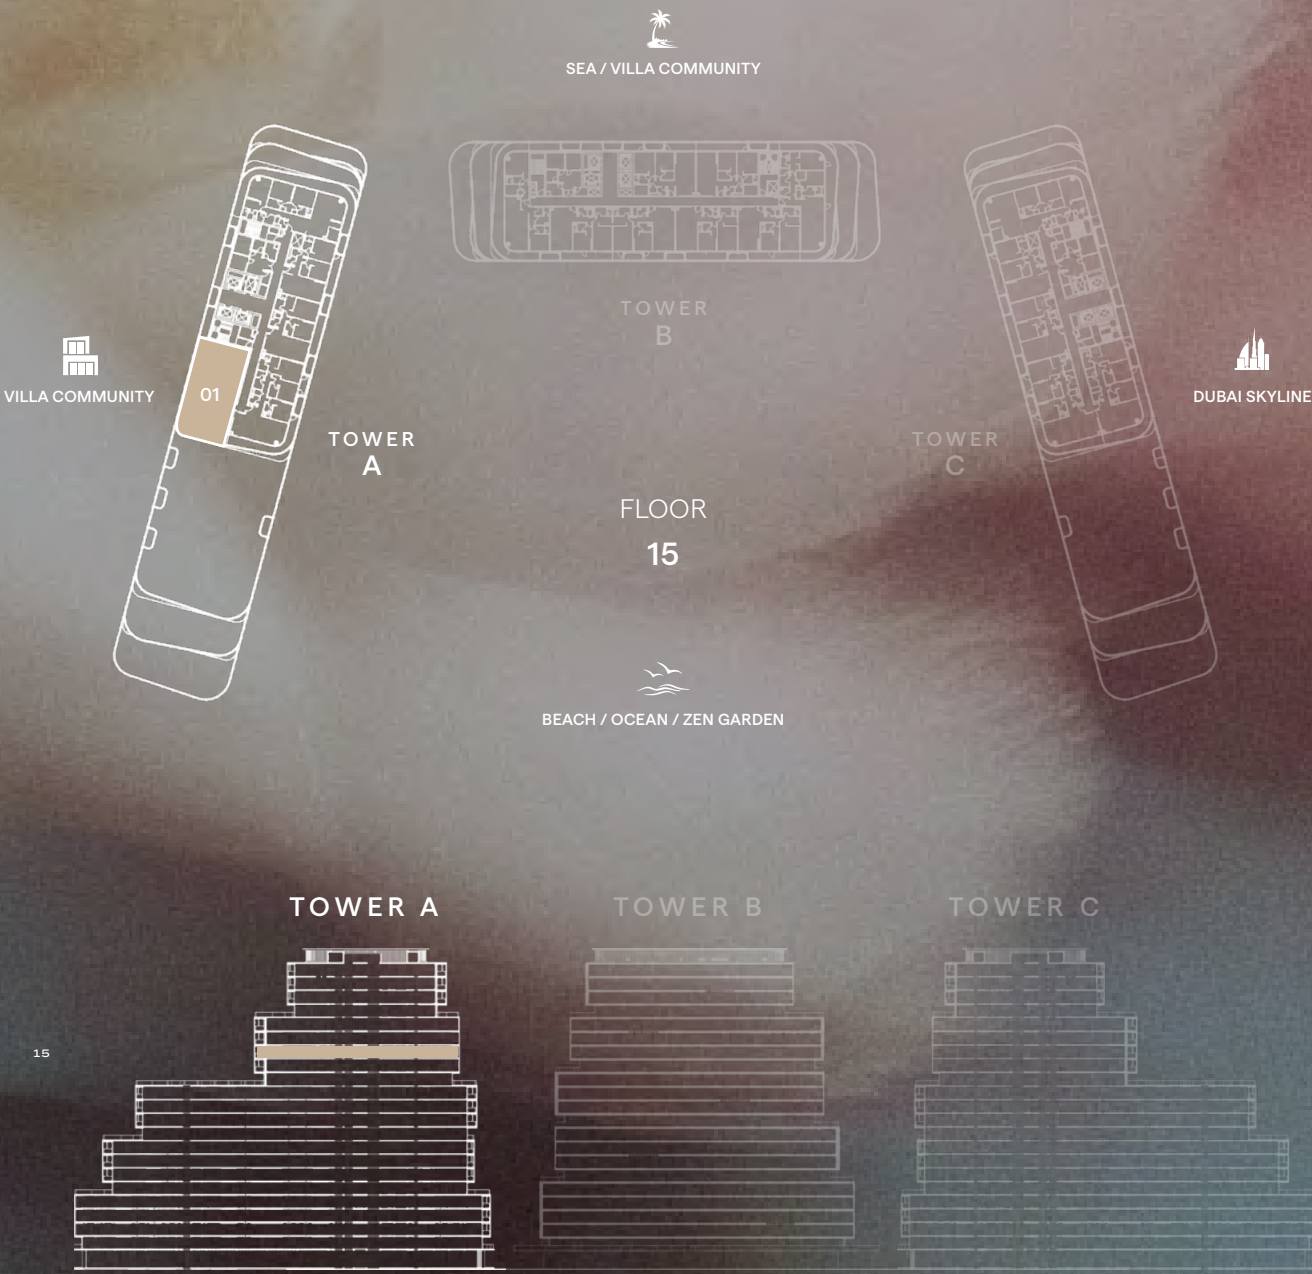 SEA / VILLA COMMUNITY
TOWER
B
VILLA COMMUNITY
01
DUBAI SKYLINE
TOWER
A
TOWER
C
FLOOR
15
BEACH / OCEAN / ZEN GARDEN
TOWER A
TOWER B
TOWER C
15